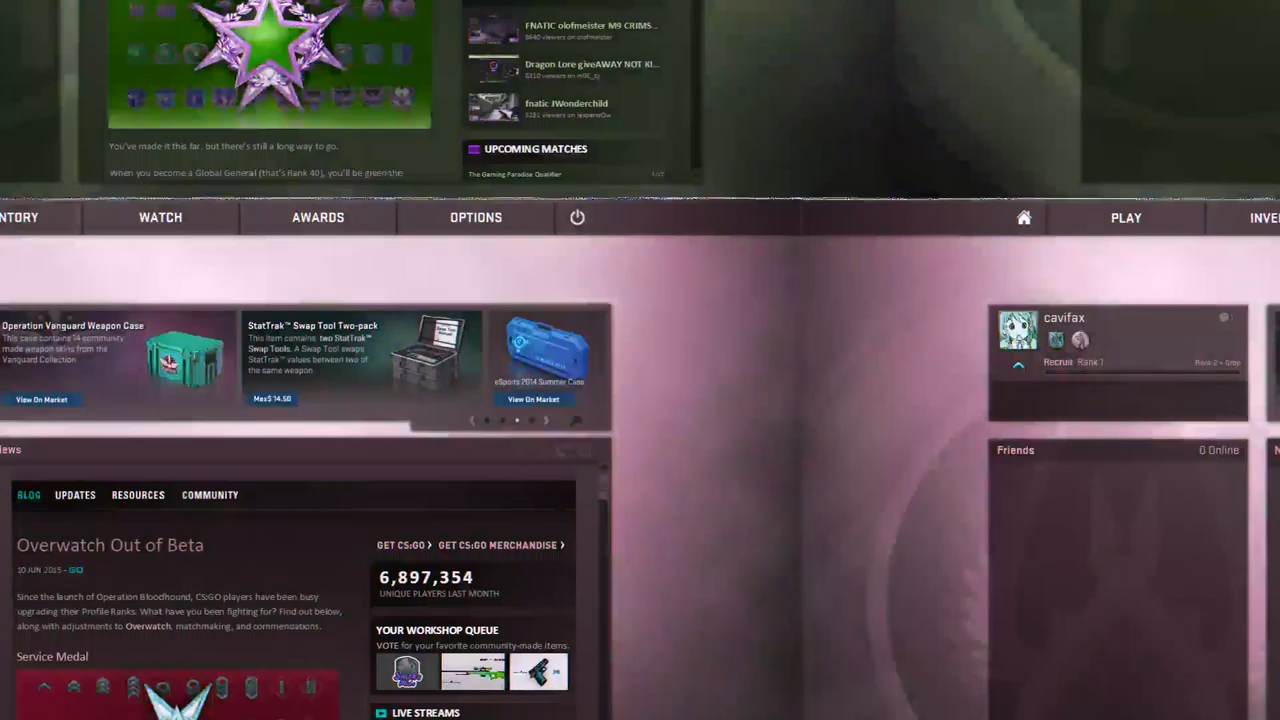 FNATIC olofmeister M9 CRIMS...
8640 viewers on olofmeister
Dragon Lore giveAWAY NOT KI...
fnatic JWonderchild
UPCOMING MATCHES
You've made it this far, but there's still a long way to go.
When you become a Global General (that's Rank 40), you'll be given the
The Gaming Paradise Qualifier
NTORY
WATCH
AWARDS
OPTIONS
PLAY
INVE
Operation Vanguard Weapon Case
This case contains 14 community
made weapon skins from the
Vanguard Collection
View On Market
StatTrak™ Swap Tool Two-pack
This item contains two StatTrak™
Swap Tools. A Swap Tool swaps
StatTrak™ values between two of
the same weapon
Mex$ 14.50
eSports 2014 Summer Case
View On Market
cavifax
Recruit Rank 1
Friends
0 Online
News
BLOG
UPDATES
RESOURCES
COMMUNITY
Overwatch Out of Beta
10 JUN 2015 - GO
Since the launch of Operation Bloodhound, CS:GO players have been busy
upgrading their Profile Ranks. What have you been fighting for? Find out below,
along with adjustments to Overwatch, matchmaking, and commendations.
Service Medal
GET CS:GO
GET CS:GO MERCHANDISE
6,897,354
UNIQUE PLAYERS LAST MONTH
YOUR WORKSHOP QUEUE
VOTE for your favorite community-made items.
LIVE STREAMS